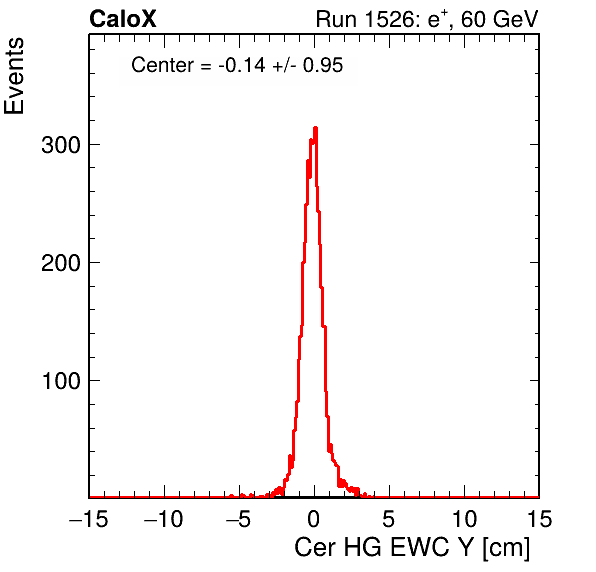 CaloX Run 1526: e⁺, 60 GeV
Center = -0.14 +/- 0.95
Events
300
200
100
−15 −10 −5 0 5 10 15
Cer HG EWC Y [cm]